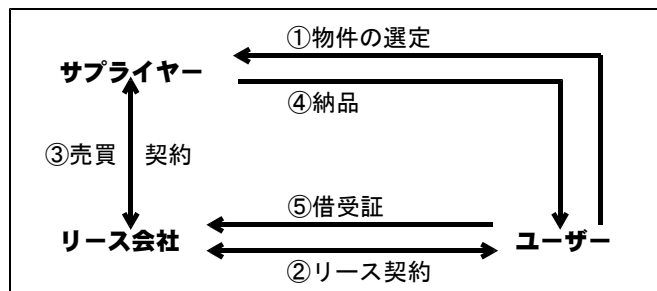 ①物件の選定
サプライヤー
④納品
③売買 契約
⑤借受証
リース会社
ユーザー
②リース契約